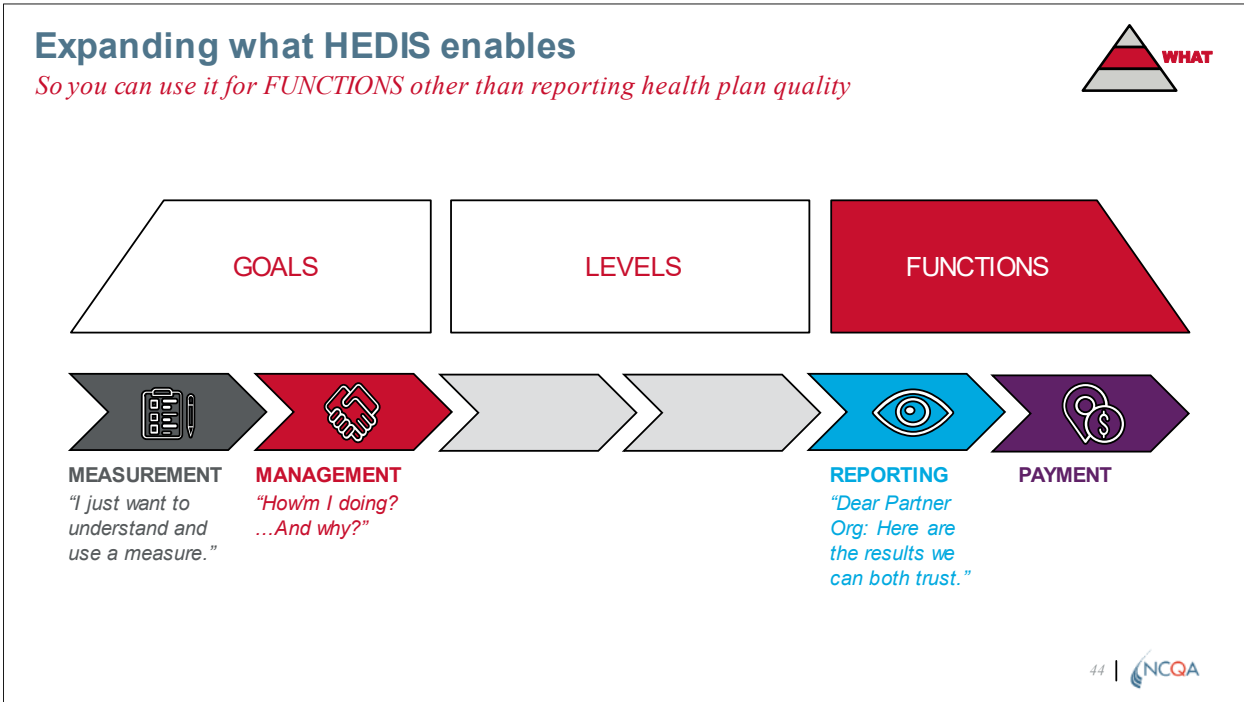 Expanding what HEDIS enables
So you can use it for FUNCTIONS other than reporting health plan quality
WHAT
GOALS
LEVELS
FUNCTIONS
$
MEASUREMENT
“I just want to
understand and
use a measure.”
MANAGEMENT
“How’m I doing?
…And why?”
REPORTING
“Dear Partner
Org: Here are
the results we
can both trust.”
PAYMENT
44
NCQA